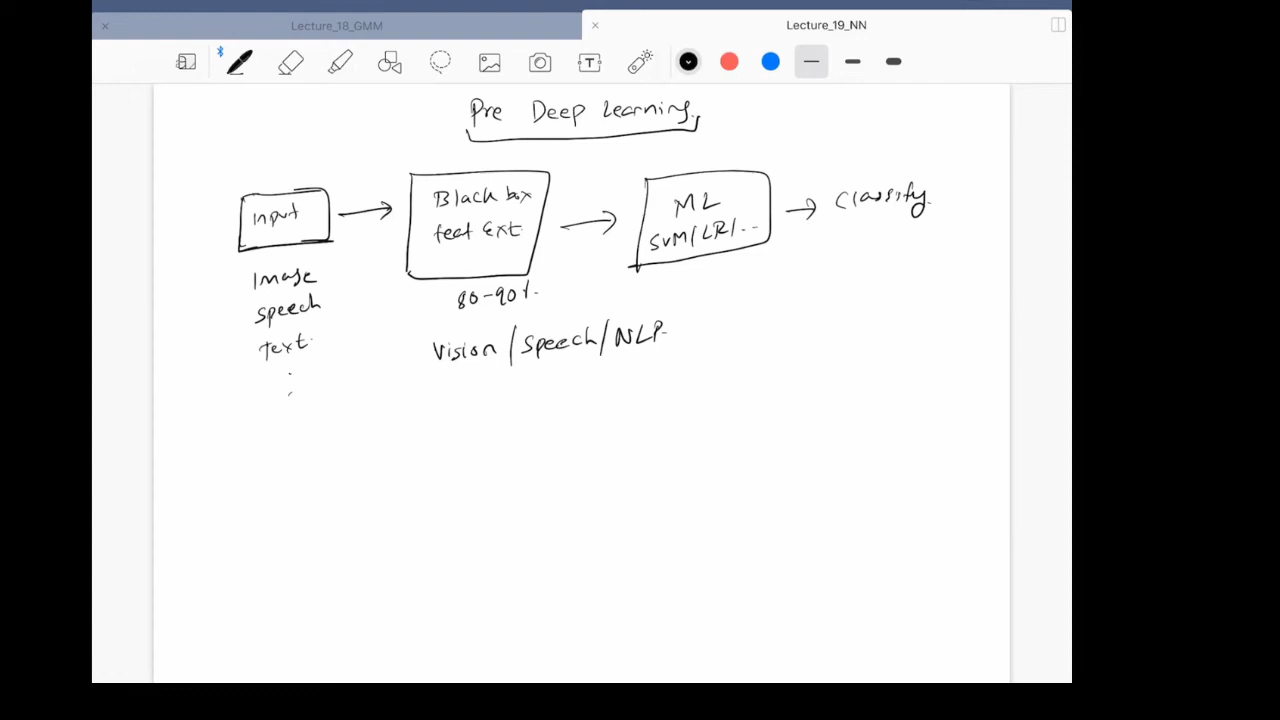 Lecture_18_GMM
Lecture_19_NN
T
Pre Deep Learning.
Input
Black box
feat Ext.
ML
SVM/LR/...
Classify.
Image
speech
Text.
80-90%.
Vision/Speech/NLP.